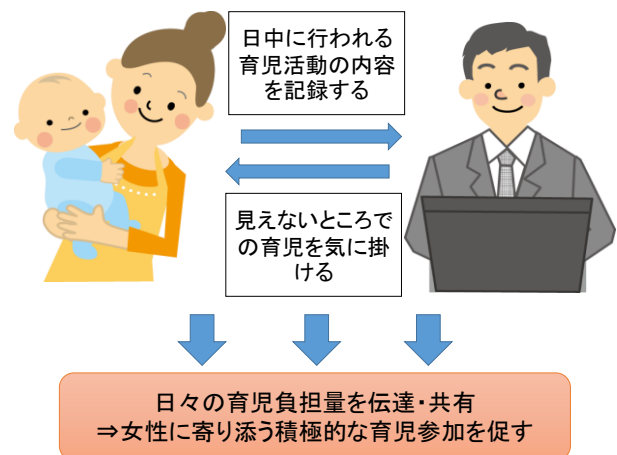 日中に行われる
育児活動の内容
を記録する
見えないところで
の育児を気に掛
ける
日々の育児負担量を伝達・共有
⇒女性に寄り添う積極的な育児参加を促す